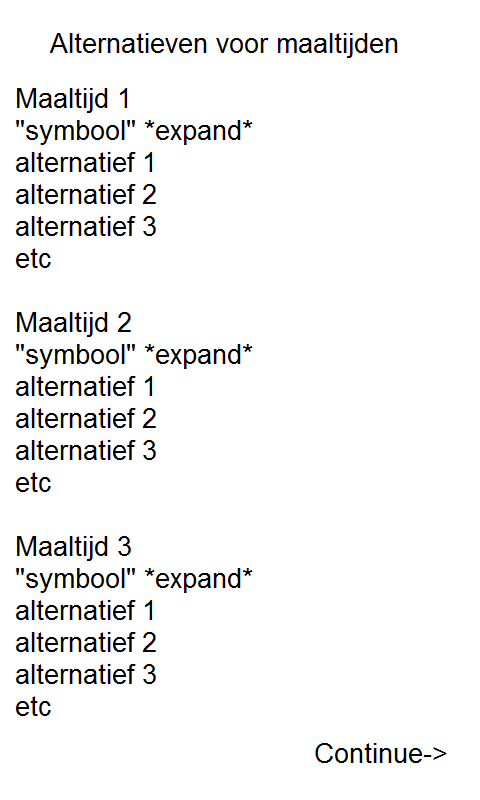 Alternatieven voor maaltijden
Maaltijd 1
"symbool" *expand*
alternatief 1
alternatief 2
alternatief 3
etc
Maaltijd 2
"symbool" *expand*
alternatief 1
alternatief 2
alternatief 3
etc
Maaltijd 3
"symbool" *expand*
alternatief 1
alternatief 2
alternatief 3
etc
Continue->